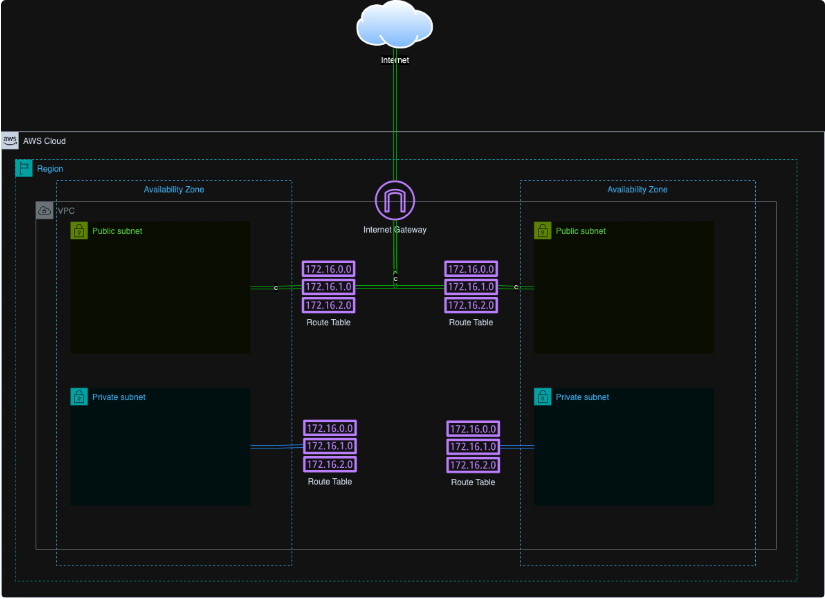 Internet
aws
AWS Cloud
Region
Availability Zone
Availability Zone
VPC
Internet Gateway
Public subnet
Public subnet
172.16.0.0
172.16.1.0
172.16.2.0
Route Table
172.16.0.0
172.16.1.0
172.16.2.0
Route Table
c
c
c
c
Private subnet
Private subnet
172.16.0.0
172.16.1.0
172.16.2.0
Route Table
172.16.0.0
172.16.1.0
172.16.2.0
Route Table